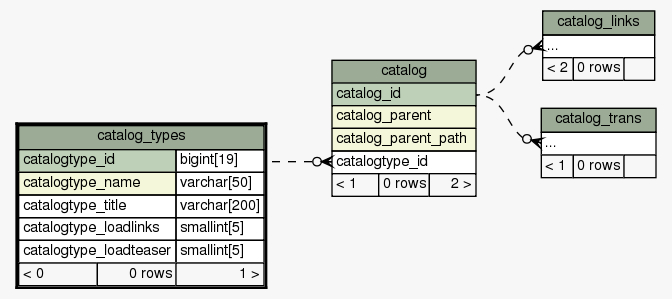 catalog_links
...
< 2 0 rows
catalog
catalog_id
catalog_parent
catalog_parent_path
catalogtype_id
< 1 0 rows 2 >
catalog_trans
...
< 1 0 rows
catalog_types
catalogtype_id bigint[19]
catalogtype_name varchar[50]
catalogtype_title varchar[200]
catalogtype_loadlinks smallint[5]
catalogtype_loadteaser smallint[5]
< 0 0 rows 1 >